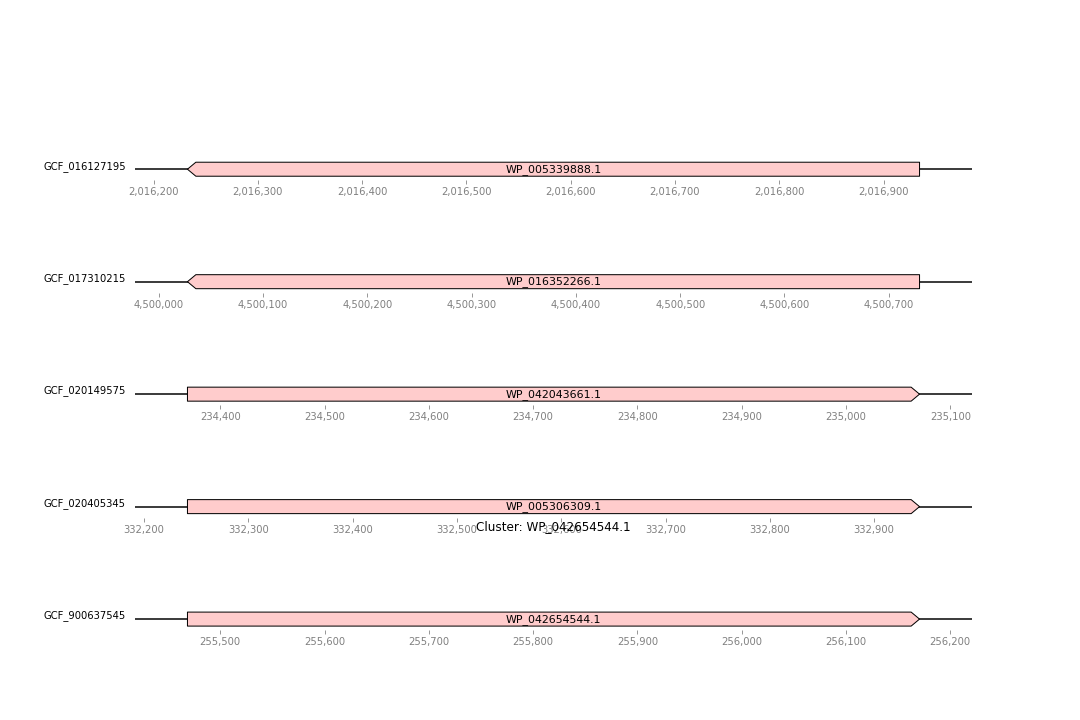 GCF_016127195
WP_005339888.1
2,016,200 2,016,300 2,016,400 2,016,500 2,016,600 2,016,700 2,016,800 2,016,900
GCF_017310215
WP_016352266.1
4,500,000 4,500,100 4,500,200 4,500,300 4,500,400 4,500,500 4,500,600 4,500,700
GCF_020149575
WP_042043661.1
234,400 234,500 234,600 234,700 234,800 234,900 235,000 235,100
GCF_020405345
WP_005306309.1
332,200 332,300 332,400 332,500 332,600 332,700 332,800 332,900
Cluster: WP_042654544.1
GCF_900637545
WP_042654544.1
255,500 255,600 255,700 255,800 255,900 256,000 256,100 256,200